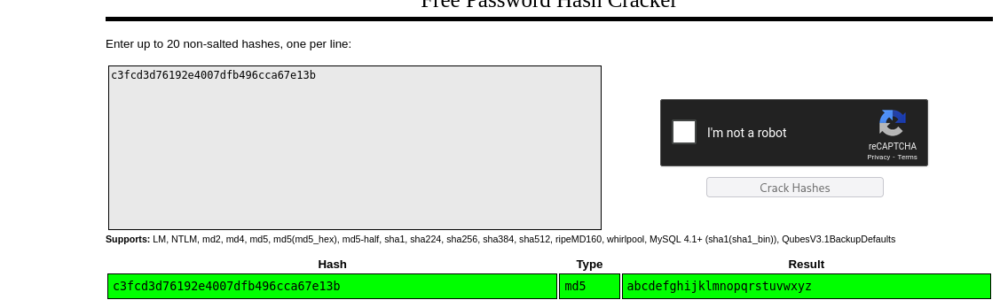 Free Password Hash Cracker
Enter up to 20 non-salted hashes, one per line:
c3fcd3d76192e4007dfb496cca67e13b
I'm not a robot
reCAPTCHA
Privacy - Terms
Crack Hashes
Supports: LM, NTLM, md2, md4, md5, md5(md5_hex), md5-half, sha1, sha224, sha256, sha384, sha512, ripeMD160, whirlpool, MySQL 4.1+ (sha1(sha1_bin)), QubesV3.1BackupDefaults
Hash Type Result
c3fcd3d76192e4007dfb496cca67e13b md5 abcdefghijklmnopqrstuvwxyz